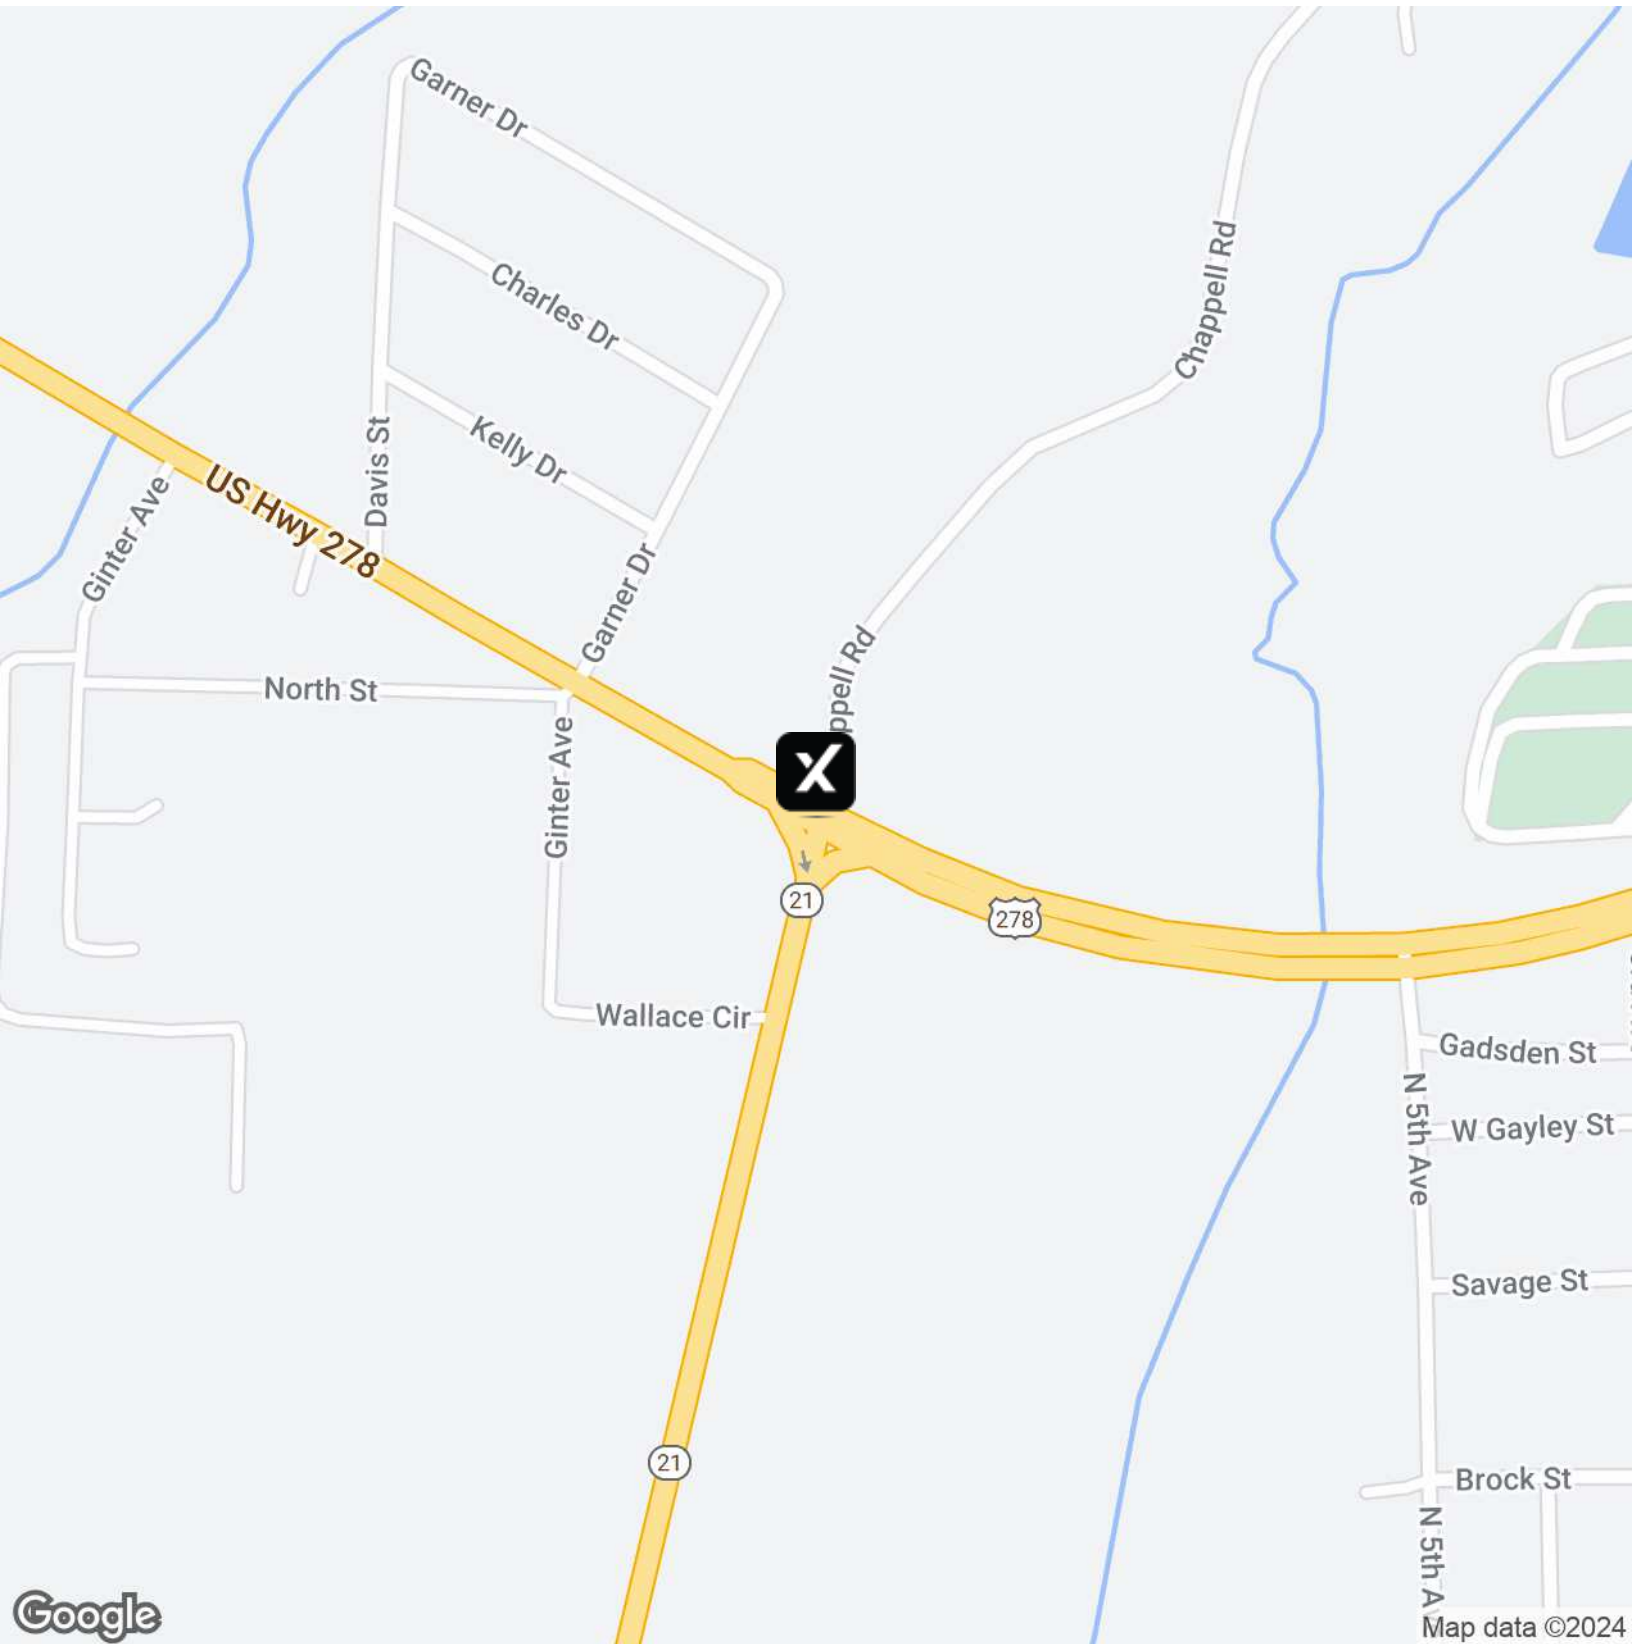 Garner Dr
Chappell Rd
Charles Dr
Kelly Dr
Davis St
US Hwy 278
Ginter Ave
Garner Dr
North St
ppell Rd
X
Ginter Ave
21
278
Wallace Cir
Gadsden St
N 5th Ave
W Gayley St
Savage St
21
Brock St
N 5th Av
Google
Map data ©2024